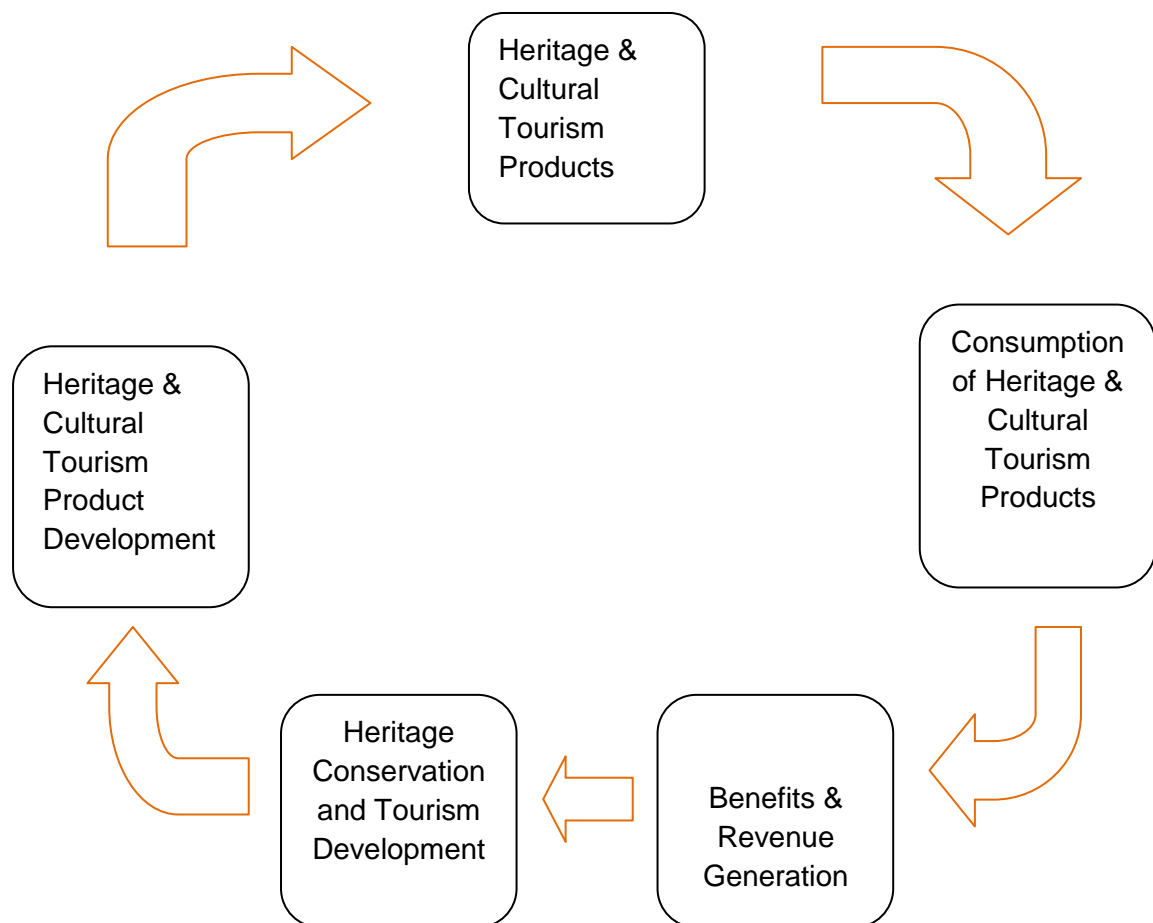 Heritage &
Cultural
Tourism
Products
Consumption
of Heritage &
Cultural
Tourism
Products
Benefits &
Revenue
Generation
Heritage
Conservation
and Tourism
Development
Heritage &
Cultural
Tourism
Product
Development